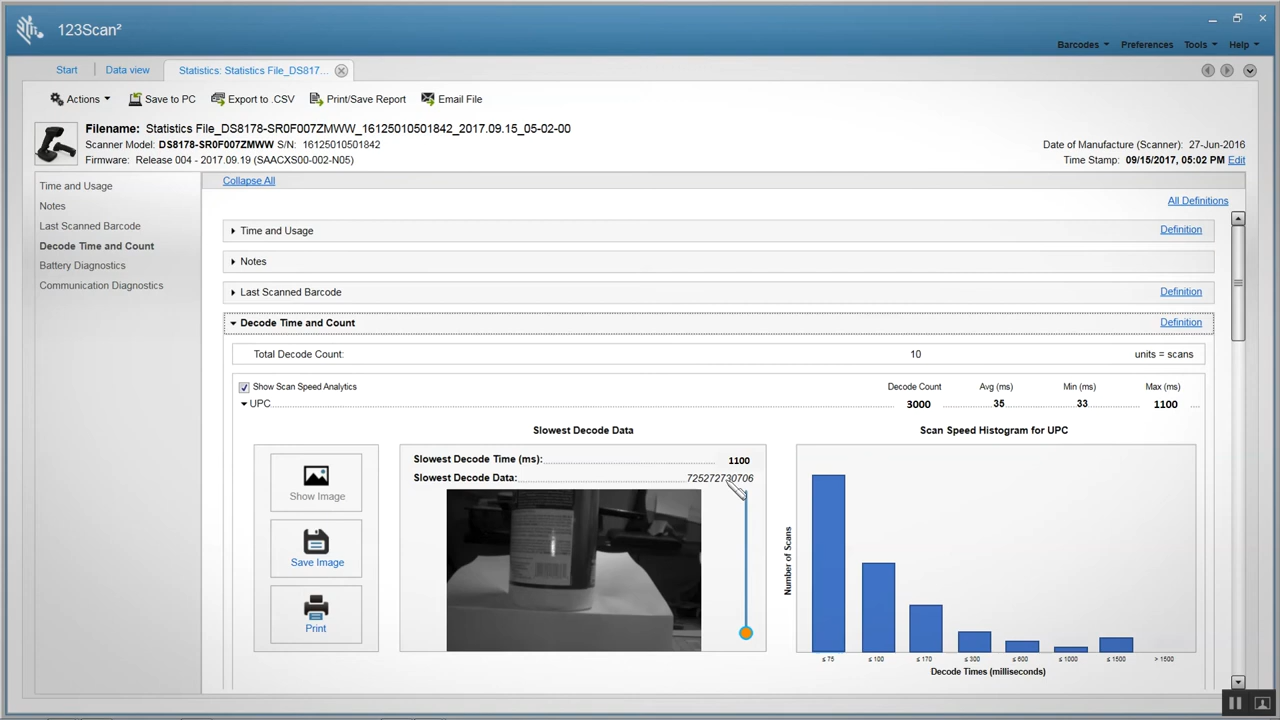 123Scan²
Barcodes Preferences Tools Help
Start Data view Statistics: Statistics File_DS817...
Actions Save to PC Export to .CSV Print/Save Report Email File
Filename: Statistics File_DS8178-SR0F007ZMWW_16125010501842_2017.09.15_05-02-00
Scanner Model: DS8178-SR0F007ZMWW S/N: 16125010501842
Date of Manufacture (Scanner): 27-Jun-2016
Firmware: Release 004 - 2017.09.19 (SAACXS00-002-N05)
Time Stamp: 09/15/2017, 05:02 PM Edit
Time and Usage
Notes
Last Scanned Barcode
Decode Time and Count
Battery Diagnostics
Communication Diagnostics
Collapse All
All Definitions
Time and Usage Definition
Notes
Last Scanned Barcode Definition
Decode Time and Count Definition
Total Decode Count: 10 units = scans
Show Scan Speed Analytics Decode Count Avg (ms) Min (ms) Max (ms)
UPC 3000 35 33 1100
Slowest Decode Data
Show Image
Save Image
Print
Slowest Decode Time (ms): 1100
Slowest Decode Data: 725272730706
Scan Speed Histogram for UPC
Number of Scans
≤ 75 ≤ 100 ≤ 170 ≤ 300 ≤ 600 ≤ 1000 ≤ 1500 > 1500
Decode Times (milliseconds)